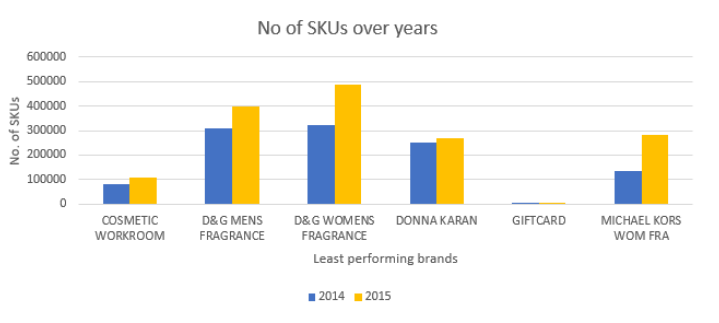 No of SKUs over years
600000
500000
400000
300000
200000
100000
0
No. of SKUs
COSMETIC WORKROOM
D&G MENS FRAGRANCE
D&G WOMENS FRAGRANCE
DONNA KARAN
GIFTCARD
MICHAEL KORS WOM FRA
Least performing brands
2014
2015